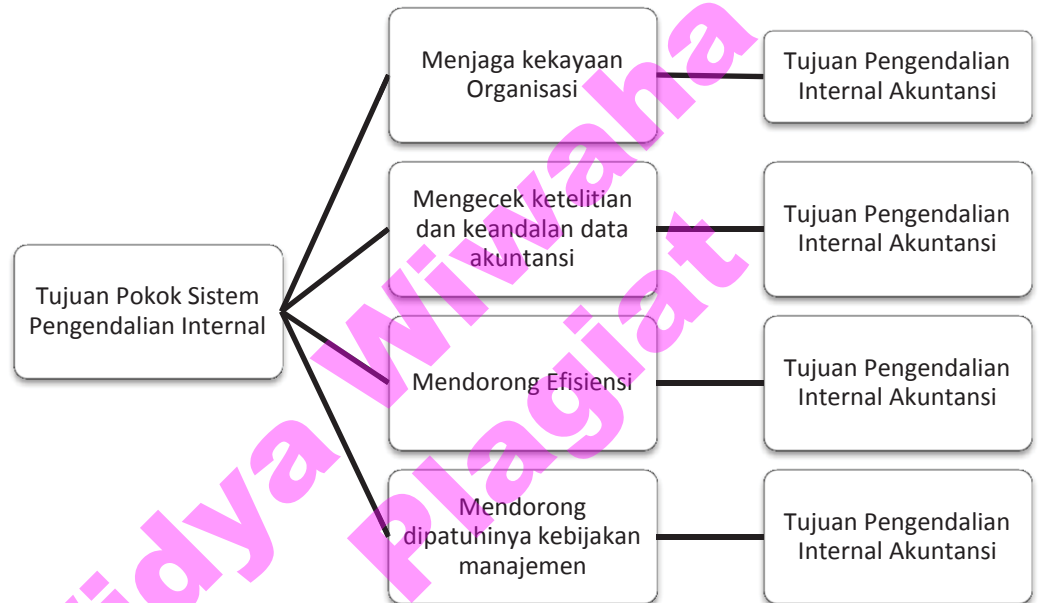 Menjaga kekayaan
Organisasi
Tujuan Pengendalian
Internal Akuntansi
Mengecek ketelitian
dan keandalan data
akuntansi
Tujuan Pengendalian
Internal Akuntansi
Tujuan Pokok Sistem
Pengendalian Internal
Mendorong Efisiensi
Tujuan Pengendalian
Internal Akuntansi
Mendorong
dipatuhinya kebijakan
manajemen
Tujuan Pengendalian
Internal Akuntansi
Widya Wiwaha
Plagiat